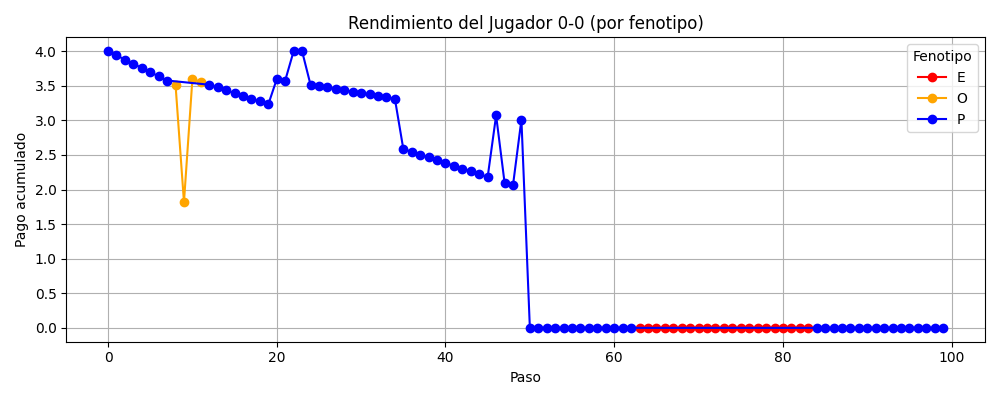 Rendimiento del Jugador 0-0 (por fenotipo)
Pago acumulado
4.0
3.5
3.0
2.5
2.0
1.5
1.0
0.5
0.0
Fenotipo
E
O
P
0 20 40 60 80 100
Paso